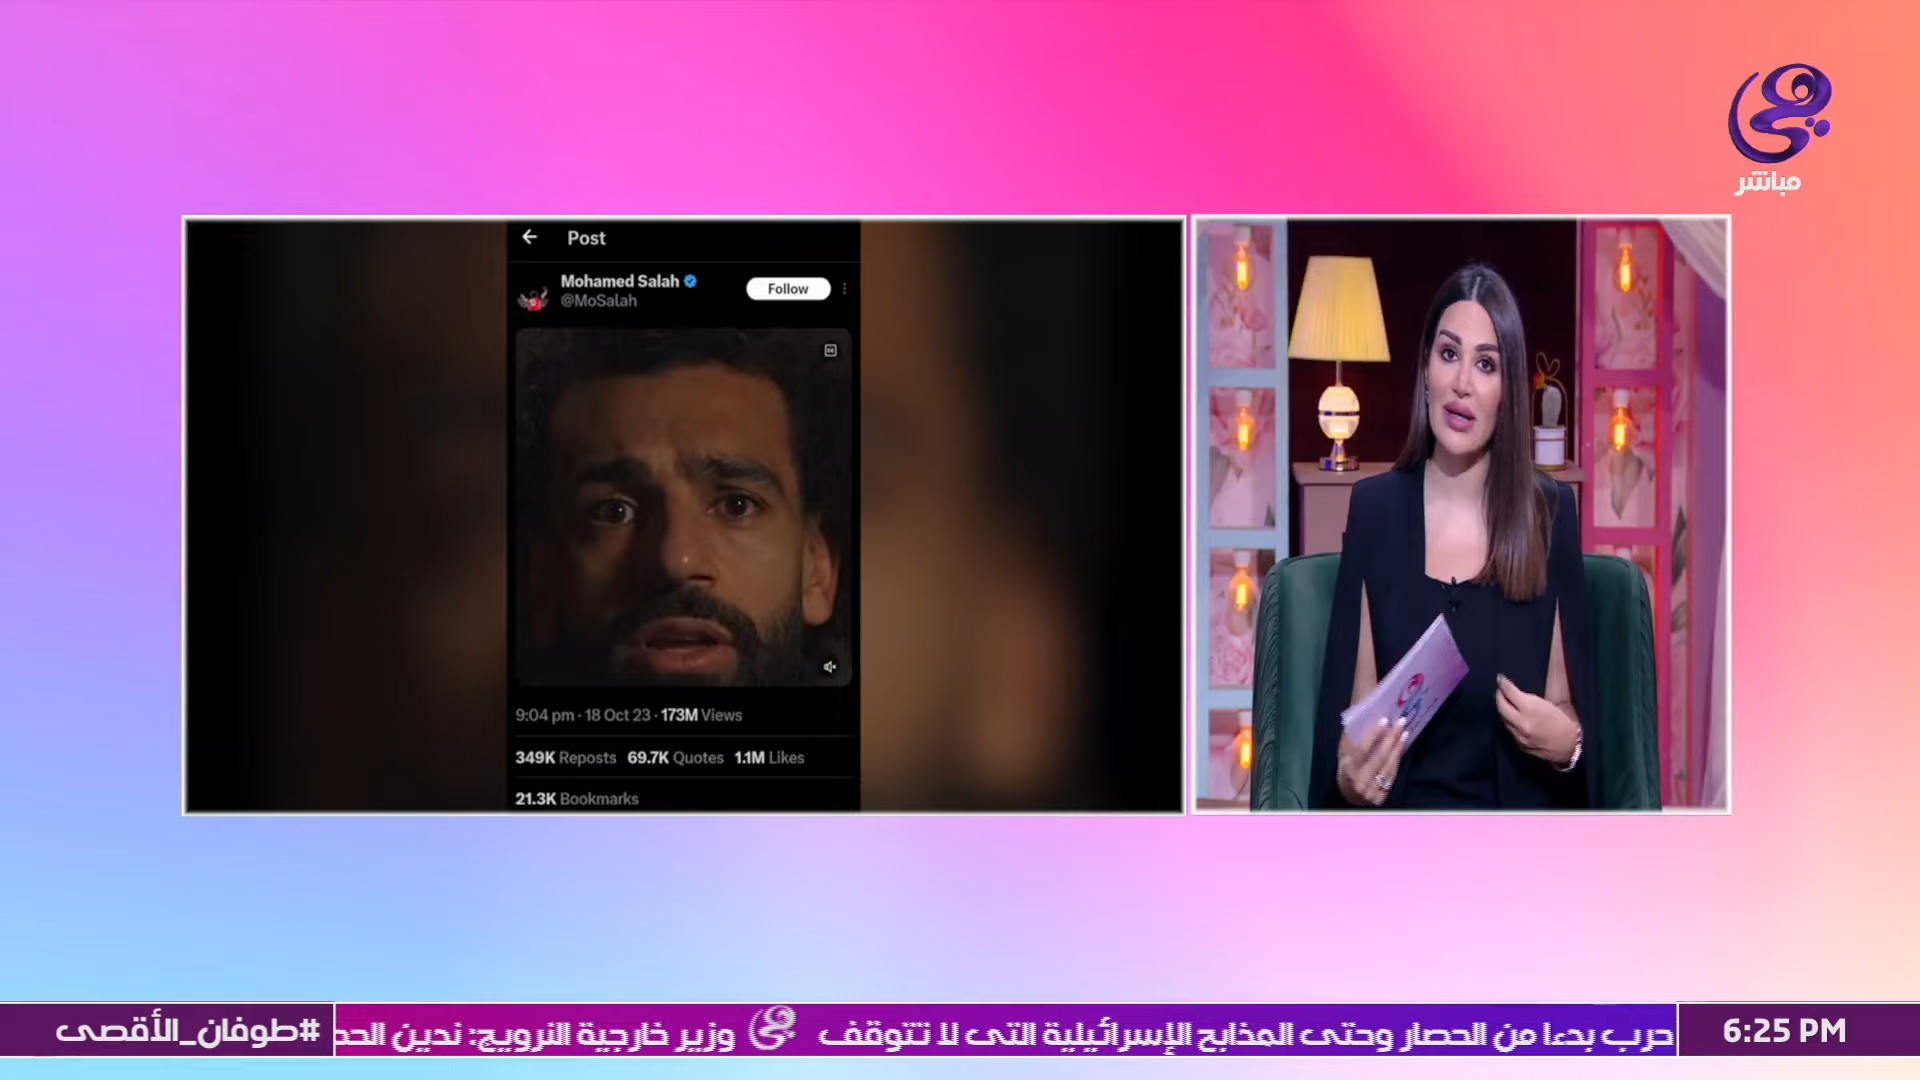 مباشر
Post
Mohamed Salah
@MoSalah
Follow
9:04 pm · 18 Oct 23 · 173M Views
349K Reposts 69.7K Quotes 1.1M Likes
21.3K Bookmarks
#طوفان_الأقصى
حرب بدءا من الحصار وحتى المذابح الإسرائيلية التى لا تتوقف
وزير خارجية النرويج: ندين الحص
6:25 PM